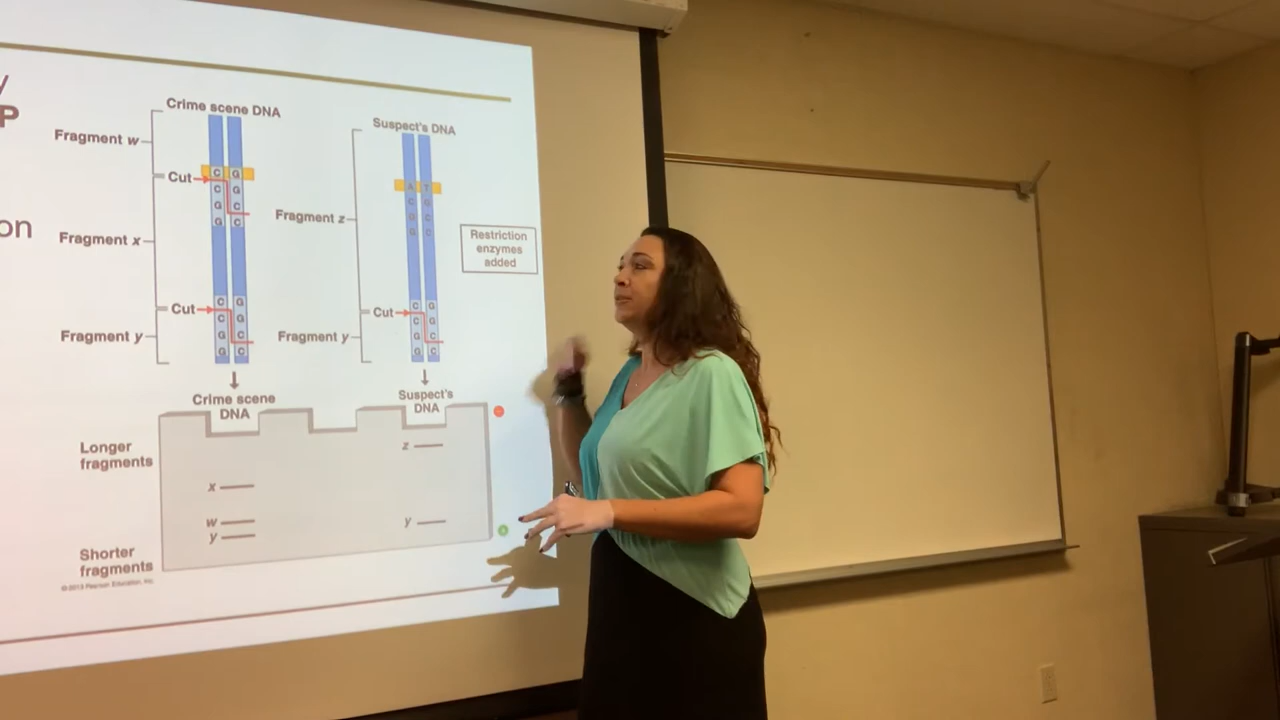 y
P
on
Crime scene DNA
Fragment w
Cut
Fragment x
Cut
Fragment y
C G
C G
G C
G C
C G
C G
G C
G C
Suspect's DNA
Fragment z
Cut
Fragment y
A T
C G
G C
G C
C G
C G
G C
G C
Restriction
enzymes
added
Crime scene
DNA
Suspect's
DNA
Longer
fragments
z
x
w
y
y
Shorter
fragments
© 2013 Pearson Education, Inc.